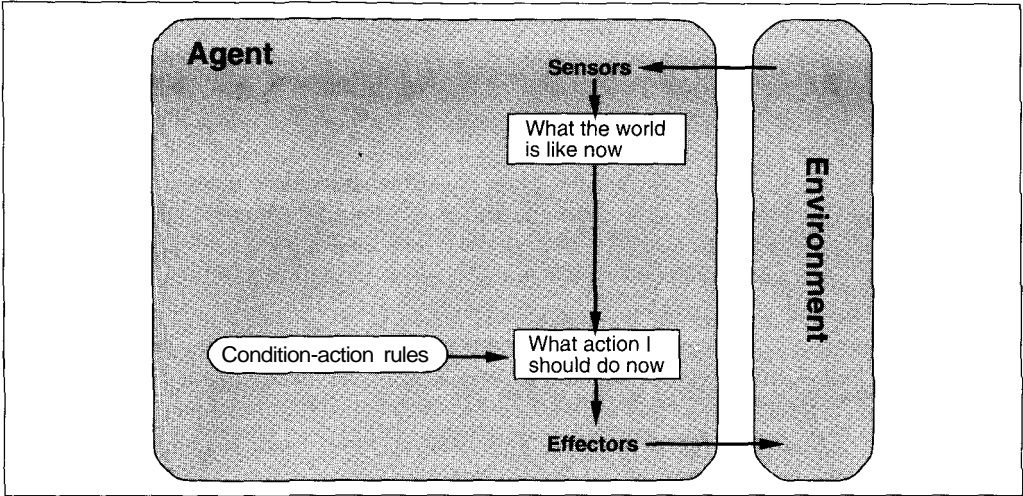 Agent
Sensors
What the world
is like now
Environment
Condition-action rules
What action I
should do now
Effectors